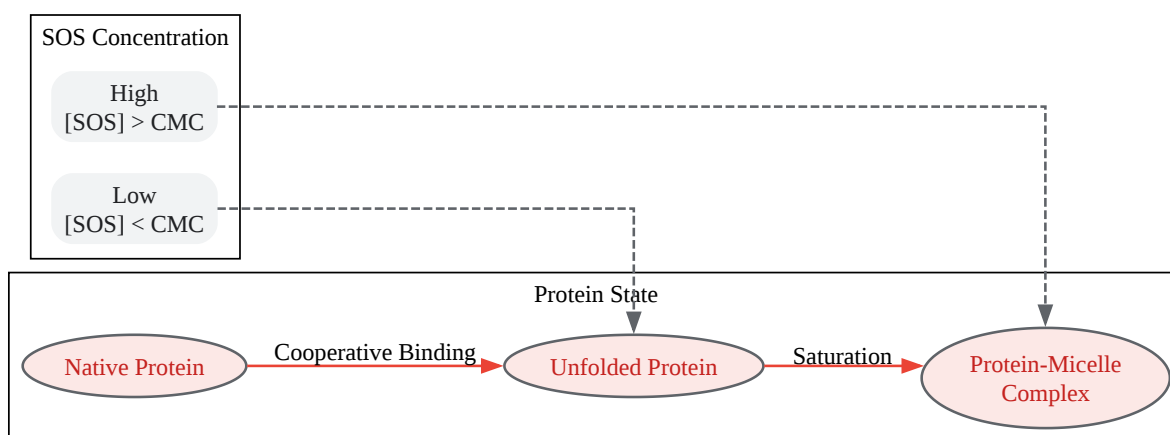 SOS Concentration
High
[SOS] > CMC
Low
[SOS] < CMC
Protein State
Native Protein
Cooperative Binding
Unfolded Protein
Saturation
Protein-Micelle
Complex